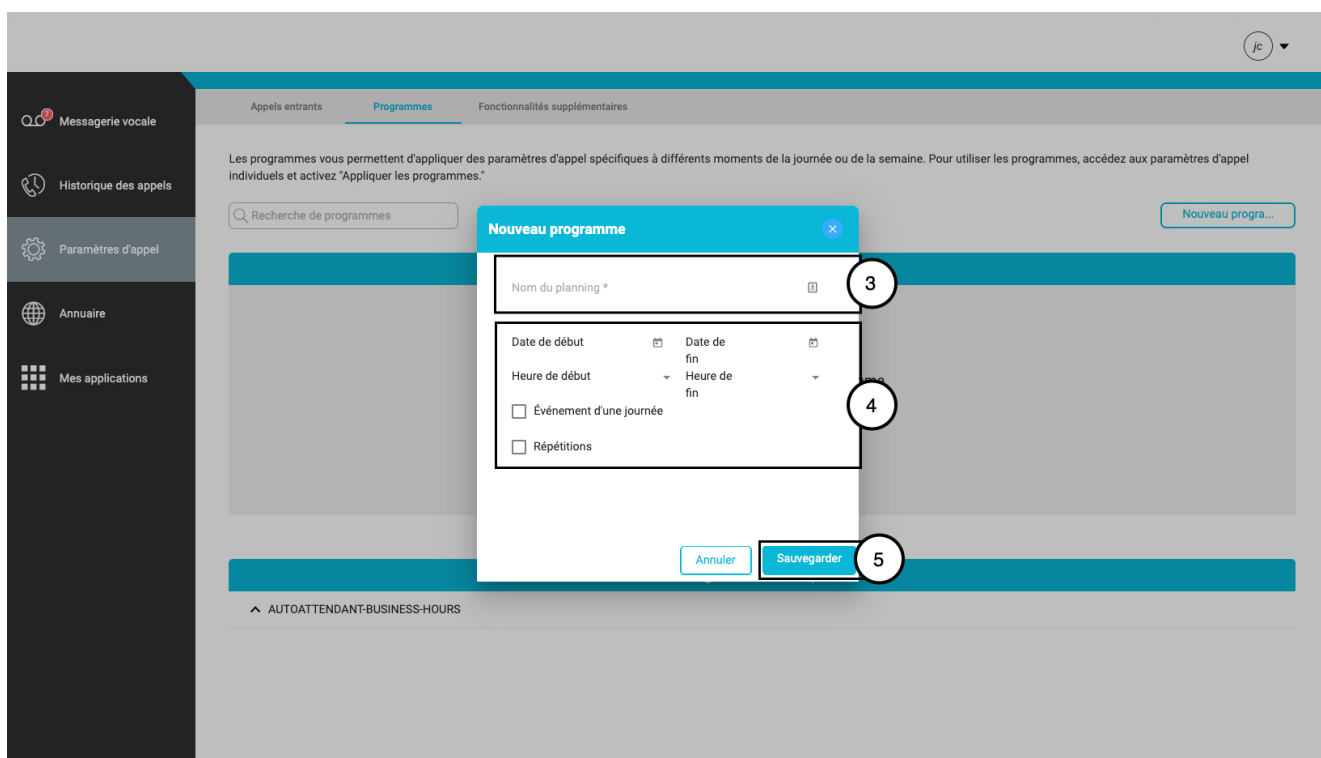 jc
7
Messagerie vocale
Historique des appels
Paramètres d'appel
Annuaire
Mes applications
Appels entrants
Programmes
Fonctionnalités supplémentaires
Les programmes vous permettent d'appliquer des paramètres d'appel spécifiques à différents moments de la journée ou de la semaine. Pour utiliser les programmes, accédez aux paramètres d'appel
individuels et activez "Appliquer les programmes."
Recherche de programmes
Nouveau progra...
Nouveau programme
Nom du planning *
3
Date de début
Date de
fin
Heure de début
Heure de
fin
Événement d'une journée
4
Répétitions
Annuler
Sauvegarder
5
AUTOATTENDANT-BUSINESS-HOURS